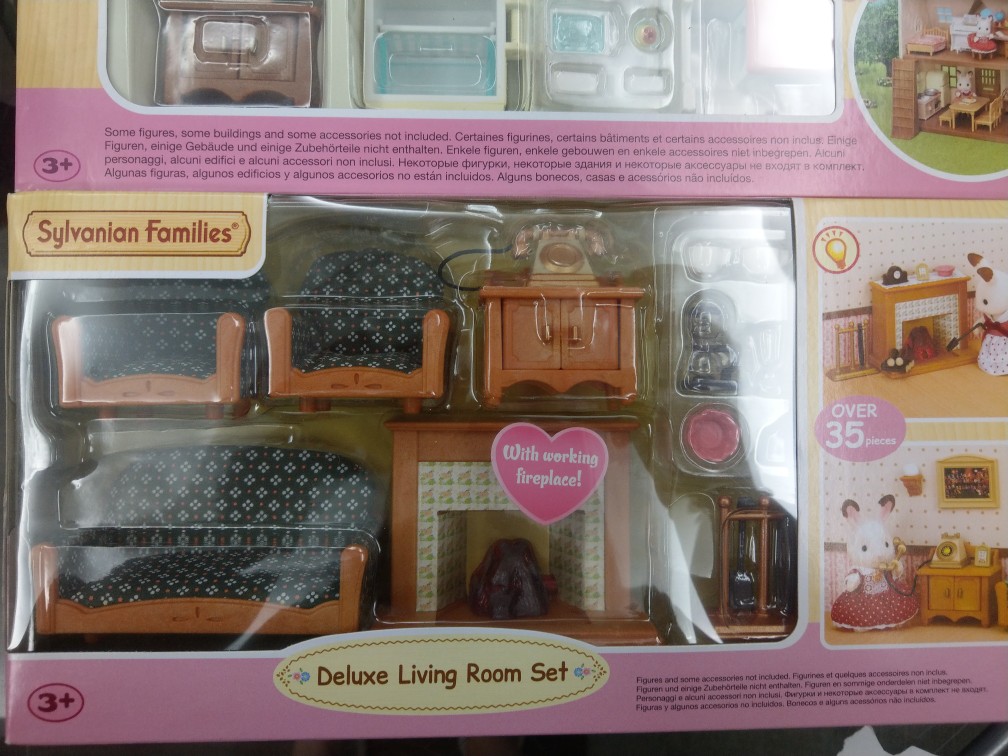 Some figures, some buildings and some accessories not included. Certaines figurines, certains bâtiments et certains accessoires non inclus. Einige
Figuren, einige Gebäude und einige Zubehörteile nicht enthalten. Enkele figuren, enkele gebouwen en enkele accessoires niet inbegrepen. Alcuni
personaggi, alcuni edifici e alcuni accessori non inclusi. Некоторые фигурки, некоторые здания и некоторые аксессуары не входят в комплект.
Algunas figuras, algunos edificios y algunos accesorios no están incluidos. Alguns bonecos, casas e acessórios não incluídos.
3+
Sylvanian Families®
With working
fireplace!
OVER
35 pieces
Deluxe Living Room Set
3+
Figures and some accessories not included. Figurines et quelques accessoires non inclus.
Figuren und einige Zubehörteile nicht enthalten. Figuren en sommige onderdelen niet inbegrepen.
Personaggi e alcuni accessori non inclusi. Фигурки и некоторые аксессуары в комплект не входят.
Figuras y algunos accesorios no incluidos. Bonecos e alguns acessórios não incluídos.